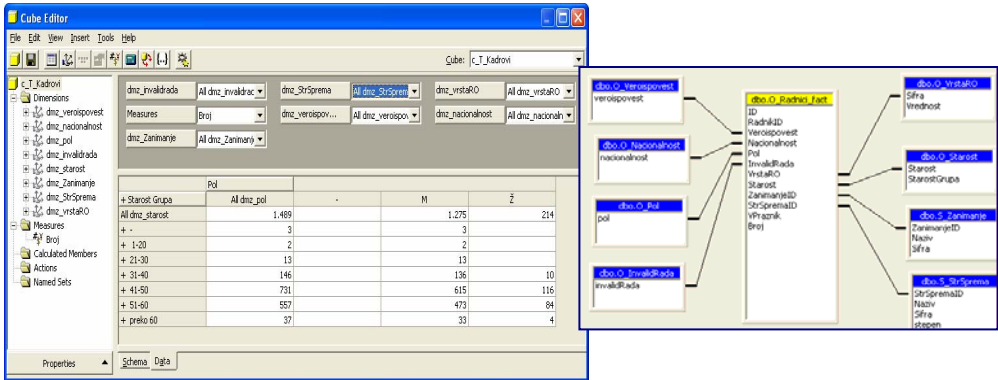 Cube Editor
File Edit View Insert Tools Help
Cube: c_T_Kadrovi
c_T_Kadrovi
Dimensions
dmz_veroispovest
dmz_nacionalnost
dmz_pol
dmz_invalidrada
dmz_starost
dmz_Zanimanje
dmz_StrSprema
dmz_vrstaRO
Measures
Broj
Calculated Members
Actions
Named Sets
Properties
dmz_invalidrada All dmz_invalidrac dmz_StrSprema All dmz_StrSprem dmz_vrstaRO All dmz_vrstaRO
Measures Broj dmz_veroispov... All dmz_veroispov dmz_nacionalnost All dmz_nacionaln
dmz_Zanimanje All dmz_Zanimanj
Pol
+ Starost Grupa All dmz_pol - M Ž
All dmz_starost 1.489 1.275 214
+ - 3 3
+ 1-20 2 2
+ 21-30 13 13
+ 31-40 146 136 10
+ 41-50 731 615 116
+ 51-60 557 473 84
+ preko 60 37 33 4
Schema Data
dbo.O_Veroispovest
veroispovest
dbo.O_Nacionalnost
nacionalnost
dbo.O_Pol
pol
dbo.O_InvalidRada
invalidRada
dbo.O_Radnici_fact
ID
RadnikID
Veroispovest
Nacionalnost
Pol
InvalidRada
VrstaRO
Starost
ZanimanjeID
StrSpremaID
VPraznik
Broj
dbo.O_VrstaRO
Sifra
Vrednost
dbo.O_Starost
Starost
StarostGrupa
dbo.S_Zanimanje
ZanimanjeID
Naziv
Sifra
dbo.S_StrSprema
StrSpremaID
Naziv
Sifra
stepen